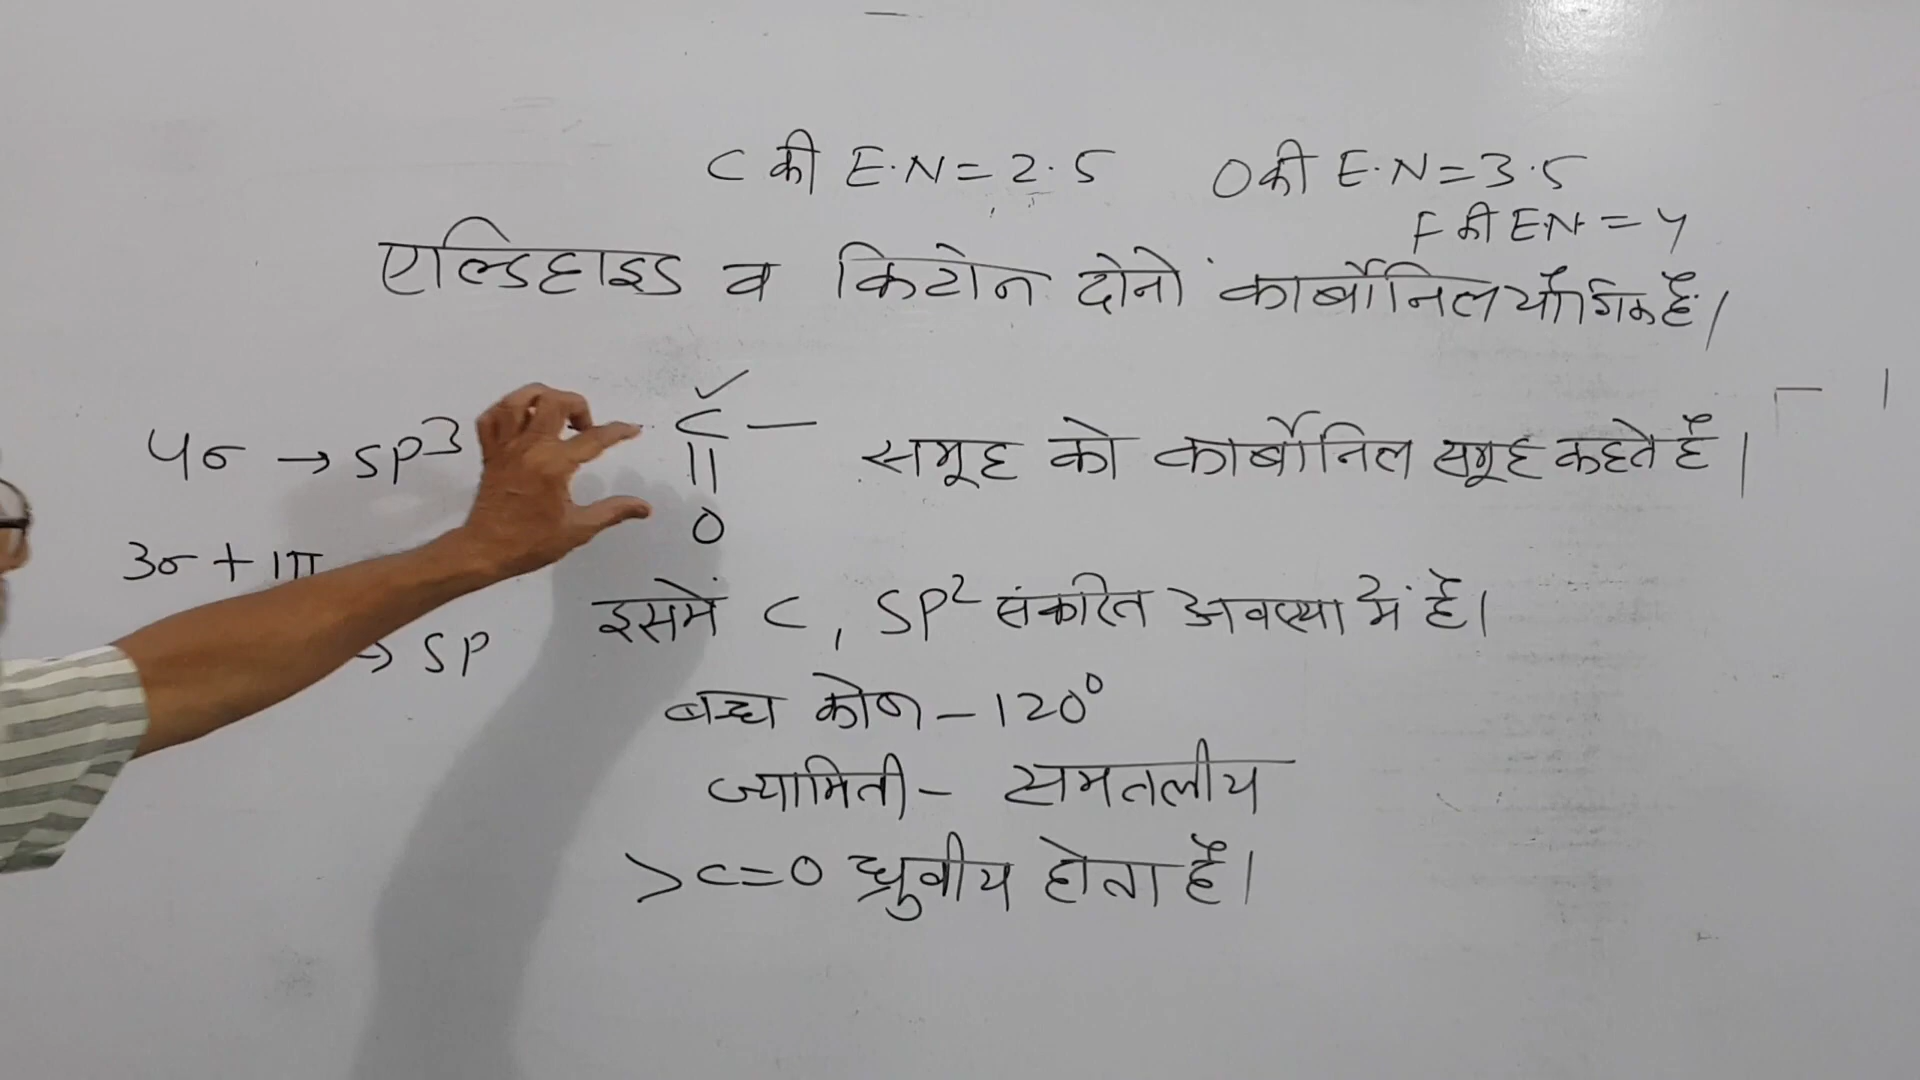 C की E.N = 2.5 O की E.N = 3.5
F की E.N = 4
एल्डिहाइड व किटोन दोनो कार्बोनिल यौगिक है।
4σ → SP3
C — समूह को कार्बोनिल समूह कहते है।
||
O
3σ + 1π
इसमें C, SP2 संकरित अवस्था में है।
→ SP
बन्ध कोण – 120°
ज्यामिती – समतलीय
>C=O ध्रुवीय होता है।